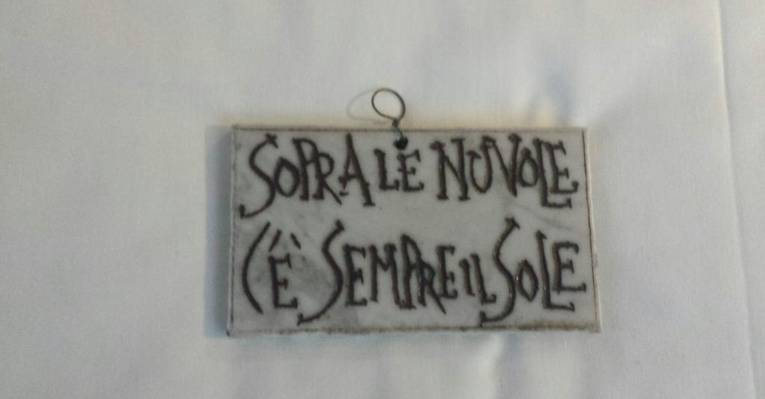 SOPRA LE NUVOLE
C'È SEMPRE IL SOLE